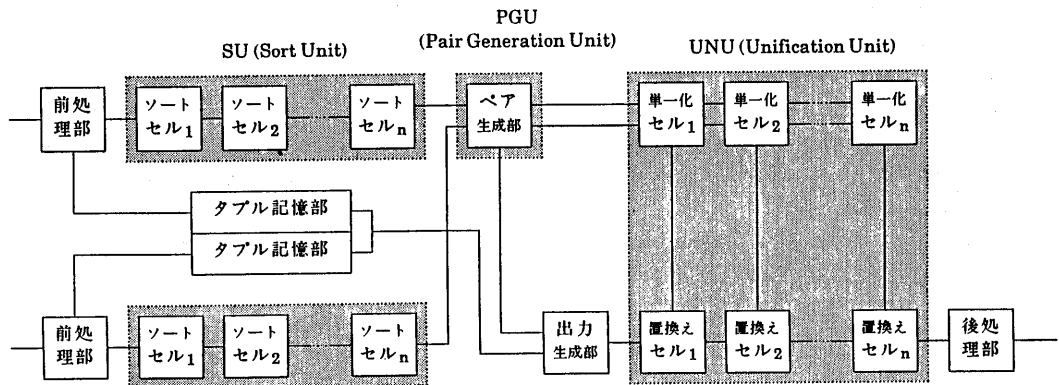 PGU
SU (Sort Unit)
(Pair Generation Unit)
UNU (Unification Unit)
前処
理部
ソート
セル1
ソート
セル2
ソート
セルn
ペア
生成部
単一化
セル1
単一化
セル2
単一化
セルn
タプル記憶部
タプル記憶部
前処
理部
ソート
セル1
ソート
セル2
ソート
セルn
出力
生成部
置換え
セル1
置換え
セル2
置換え
セルn
後処
理部